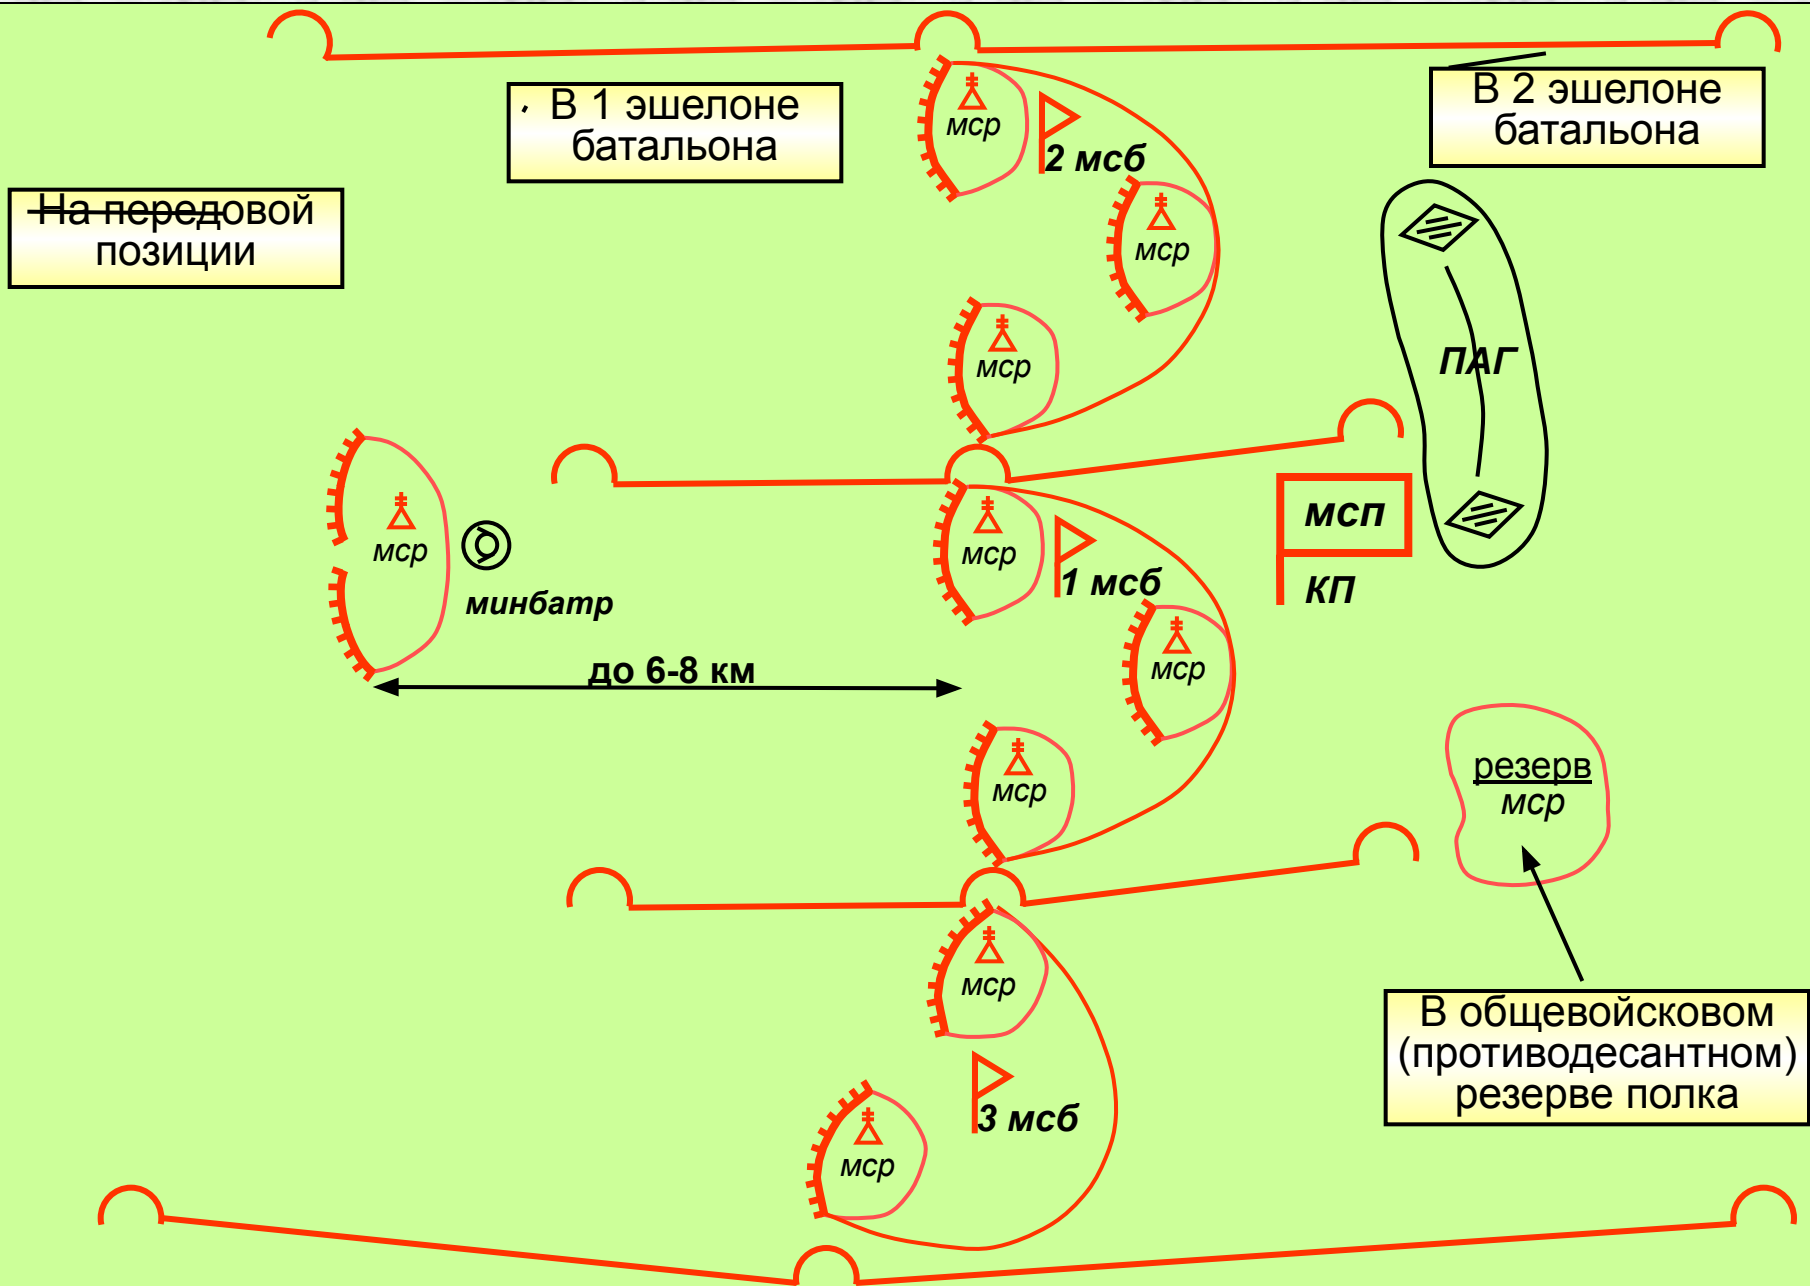 В 1 эшелоне
батальона
В 2 эшелоне
батальона
На передовой
позиции
мср
2 мсб
мср
мср
ПАГ
мср
минбатр
до 6-8 км
мср
1 мсб
мсп
КП
мср
мср
резерв
мср
мср
3 мсб
мср
В общевойсковом
(противодесантном)
резерве полка